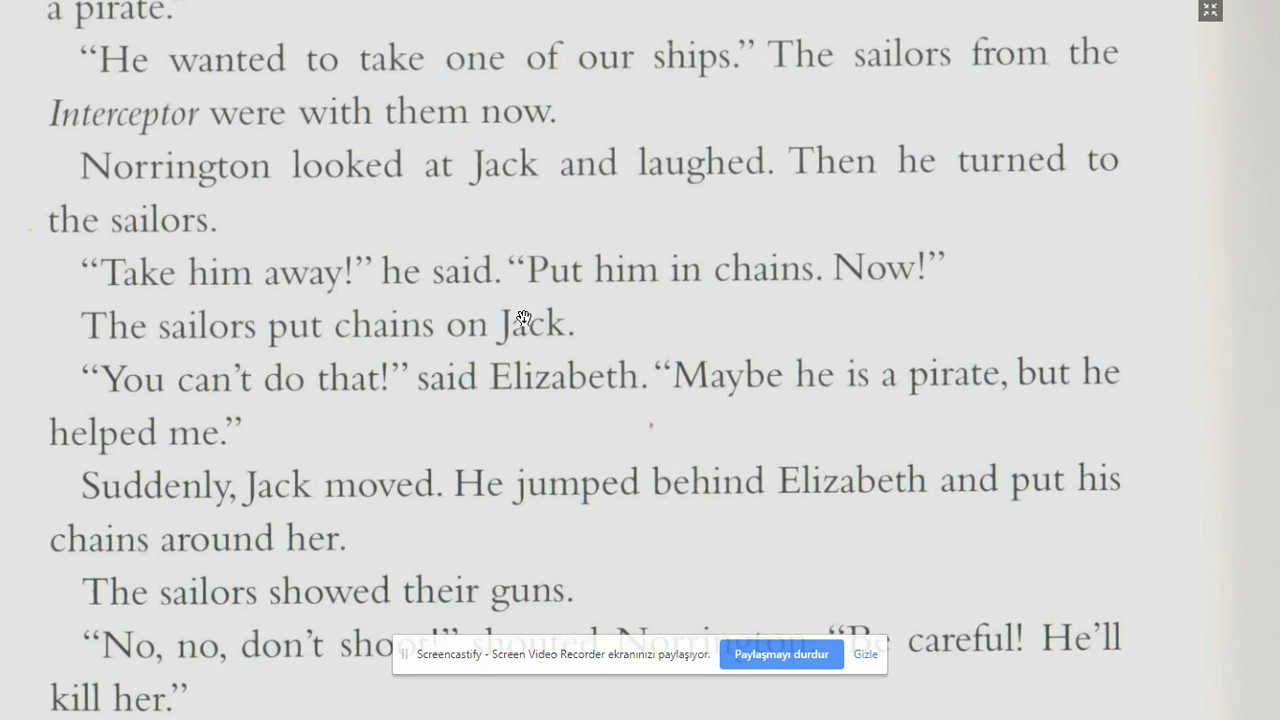 a pirate.”
“He wanted to take one of our ships.” The sailors from the
Interceptor were with them now.
Norrington looked at Jack and laughed. Then he turned to
the sailors.
“Take him away!” he said. “Put him in chains. Now!”
The sailors put chains on Jack.
“You can’t do that!” said Elizabeth. “Maybe he is a pirate, but he
helped me.”
Suddenly, Jack moved. He jumped behind Elizabeth and put his
chains around her.
The sailors showed their guns.
“No, no, don’t shoot!” shouted Norrington. “Be careful! He’ll
Screencastify - Screen Video Recorder ekranınızı paylaşıyor. Paylaşmayı durdur Gizle
kill her.”